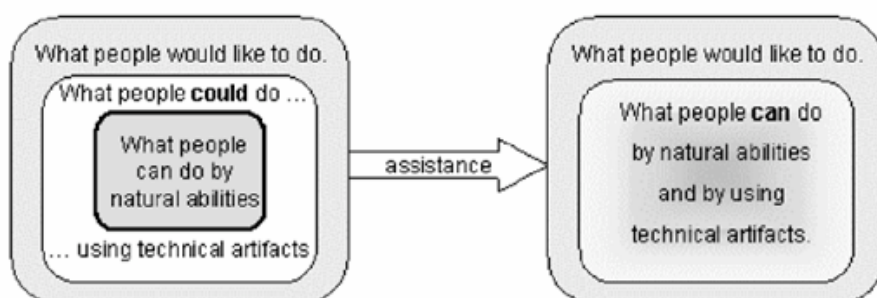 What people would like to do.
What people could do ...
What people
can do by
natural abilities
... using technical artifacts
assistance
What people would like to do.
What people can do
by natural abilities
and by using
technical artifacts.